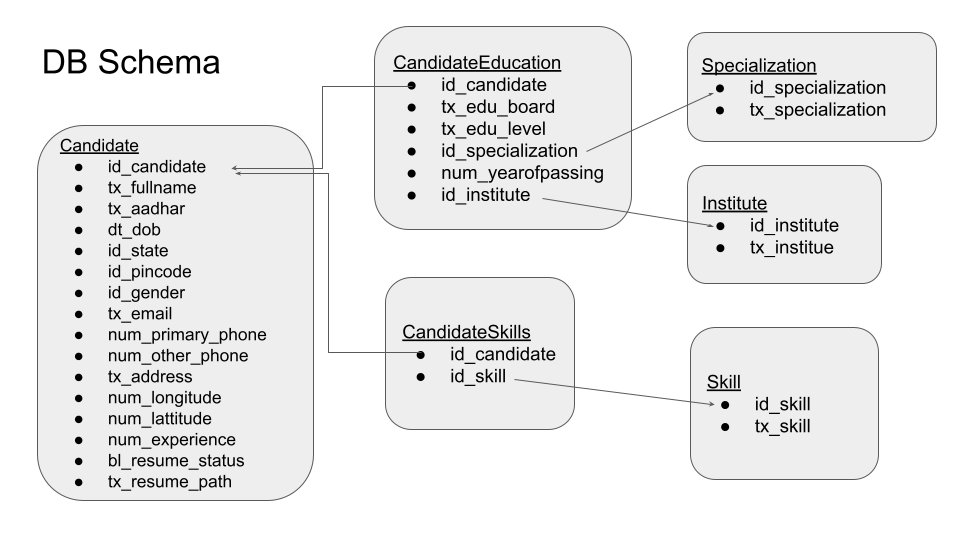 DB Schema
Candidate
● id_candidate
● tx_fullname
● tx_aadhar
● dt_dob
● id_state
● id_pincode
● id_gender
● tx_email
● num_primary_phone
● num_other_phone
● tx_address
● num_longitude
● num_lattitude
● num_experience
● bl_resume_status
● tx_resume_path
CandidateEducation
● id_candidate
● tx_edu_board
● tx_edu_level
● id_specialization
● num_yearofpassing
● id_institute
CandidateSkills
● id_candidate
● id_skill
Specialization
● id_specialization
● tx_specialization
Institute
● id_institute
● tx_institue
Skill
● id_skill
● tx_skill